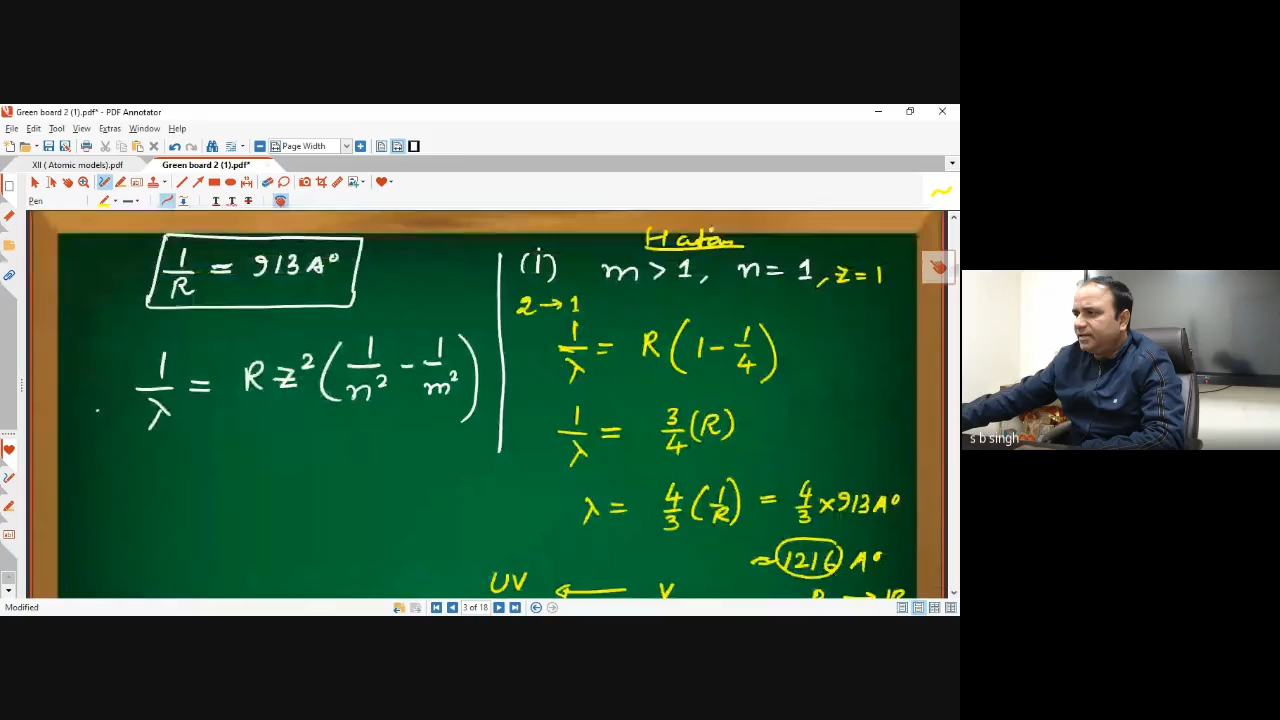 Green board 2 (1).pdf* - PDF Annotator
File Edit Tool View Extras Window Help
Page Width
XII ( Atomic models).pdf
Green board 2 (1).pdf*
Pen
1/R = 913 A°
1/λ = R z² (1/n² - 1/m²)
H atom
(i) m > 1, n = 1, z = 1
2 → 1
1/λ = R (1 - 1/4)
1/λ = 3/4 (R)
λ = 4/3 (1/R) = 4/3 × 913 A°
= 1216 A°
UV ← V
s b singh
Modified
3 of 18